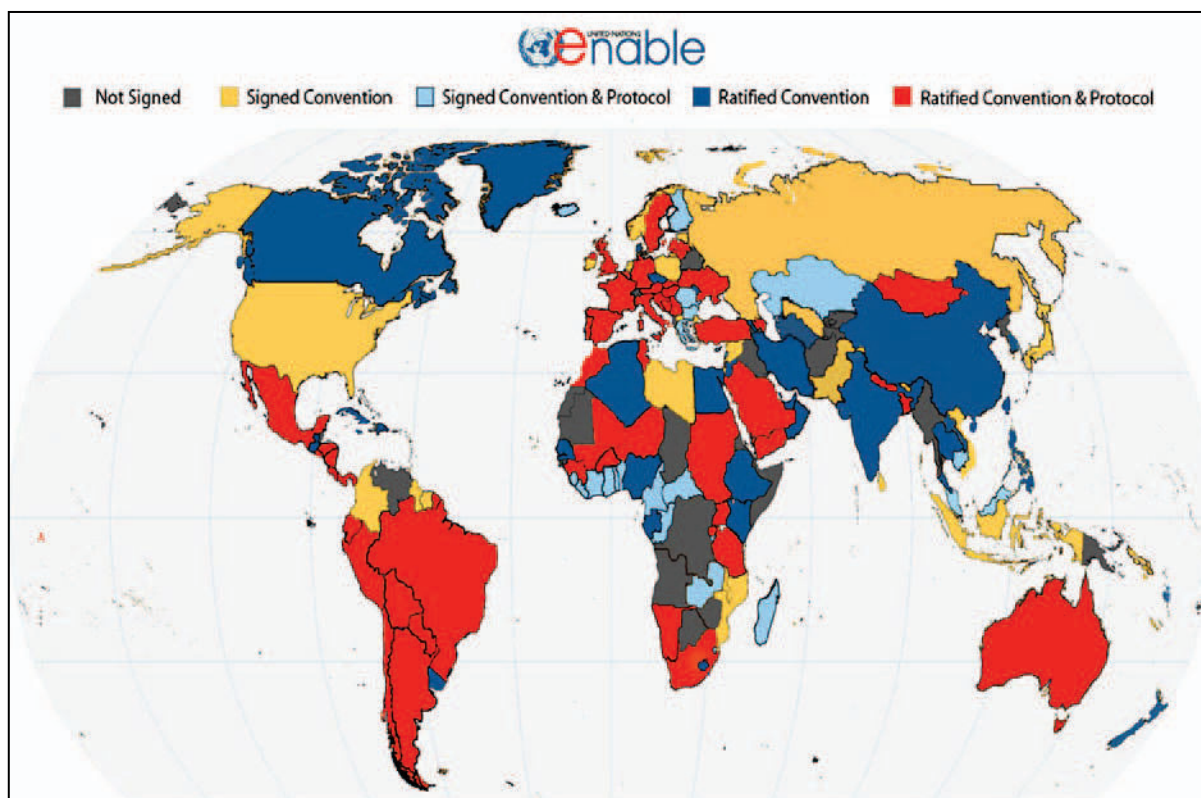 UNITED NATIONS
enable
Not Signed
Signed Convention
Signed Convention & Protocol
Ratified Convention
Ratified Convention & Protocol